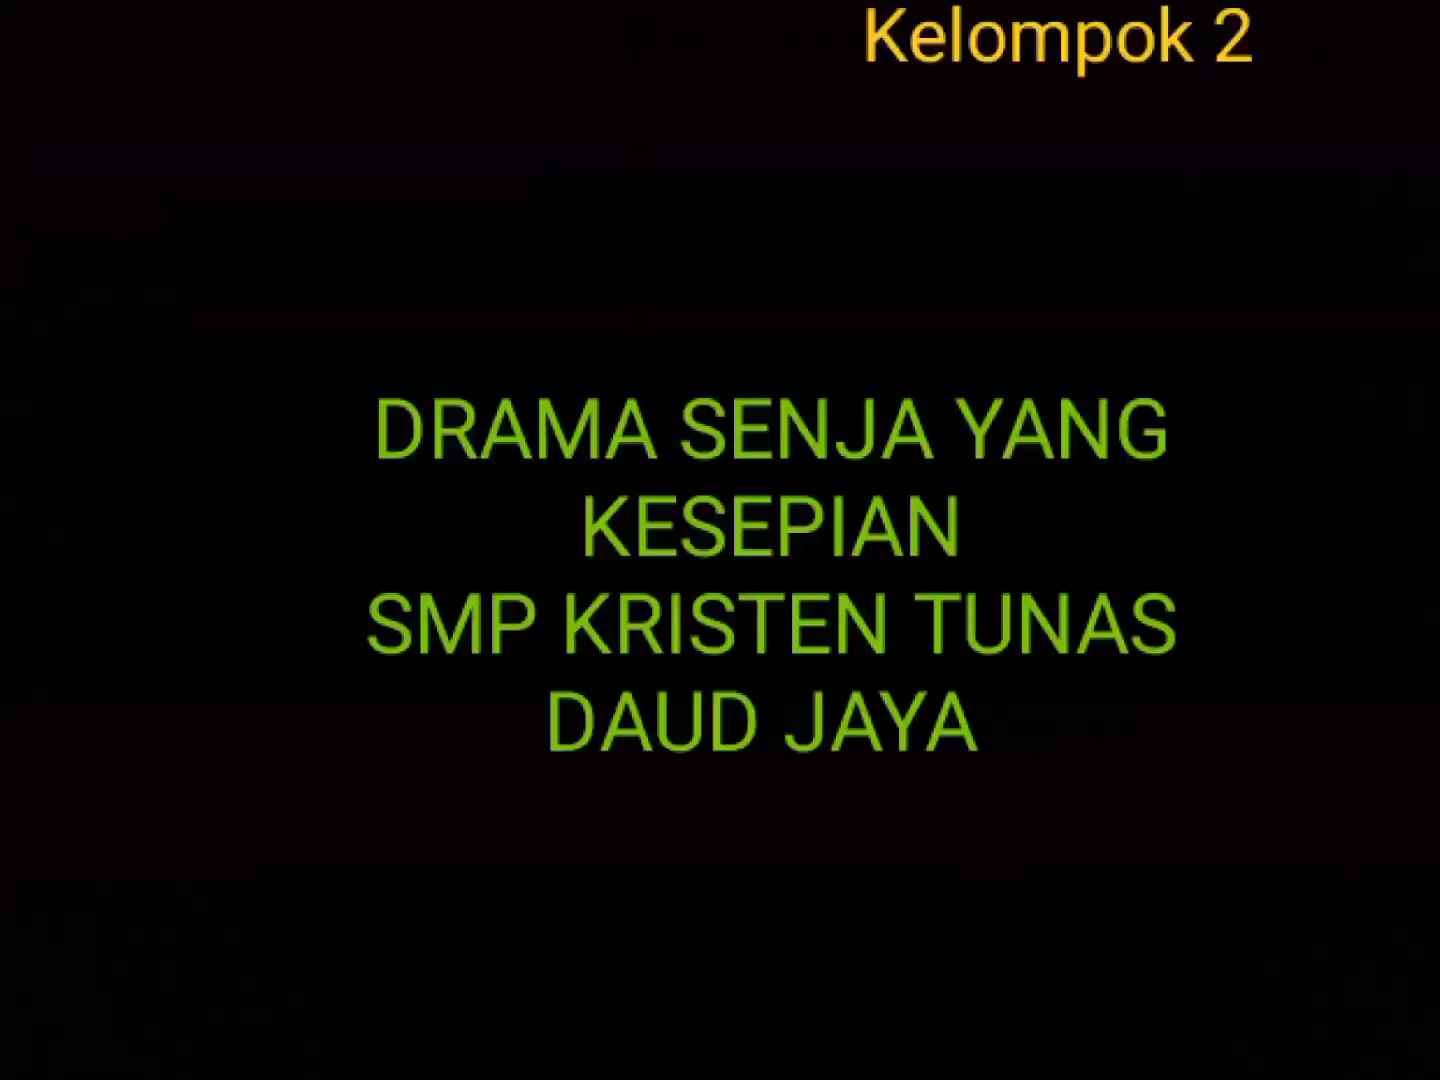 Kelompok 2
DRAMA SENJA YANG
KESEPIAN
SMP KRISTEN TUNAS
DAUD JAYA